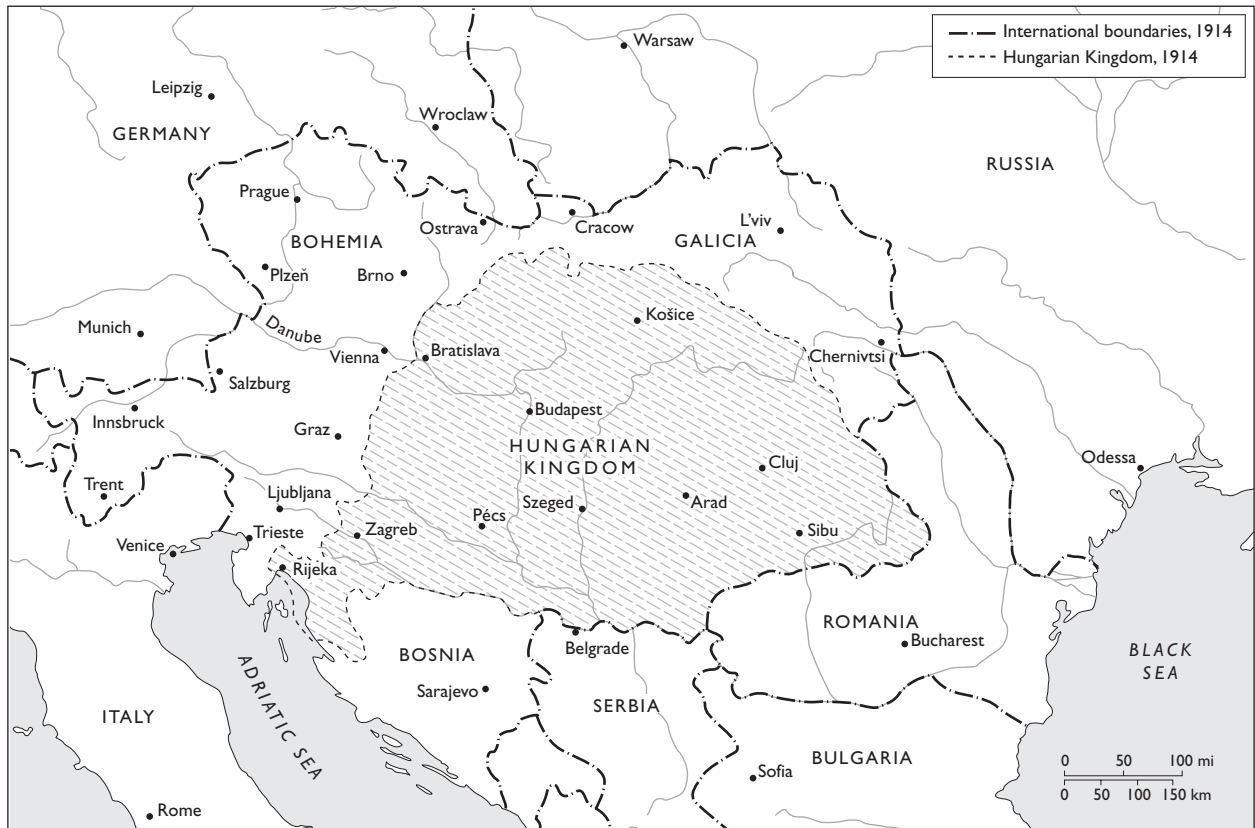 International boundaries, 1914
Hungarian Kingdom, 1914
Warsaw
Leipzig
Wroclaw
GERMANY
RUSSIA
Prague
Ostrava
Cracow
L'viv
BOHEMIA
GALICIA
Plzeň
Brno
Košice
Munich
Danube
Vienna
Bratislava
Chernivtsi
Salzburg
Innsbruck
Budapest
Graz
HUNGARIAN
KINGDOM
Cluj
Odessa
Trent
Ljubljana
Pécs
Szeged
Arad
Venice
Trieste
Zagreb
Sibu
Rijeka
ROMANIA
Bucharest
Belgrade
BOSNIA
BLACK
SEA
Sarajevo
ADRIATIC SEA
ITALY
SERBIA
BULGARIA
Sofia
Rome
0 50 100 mi
0 50 100 150 km